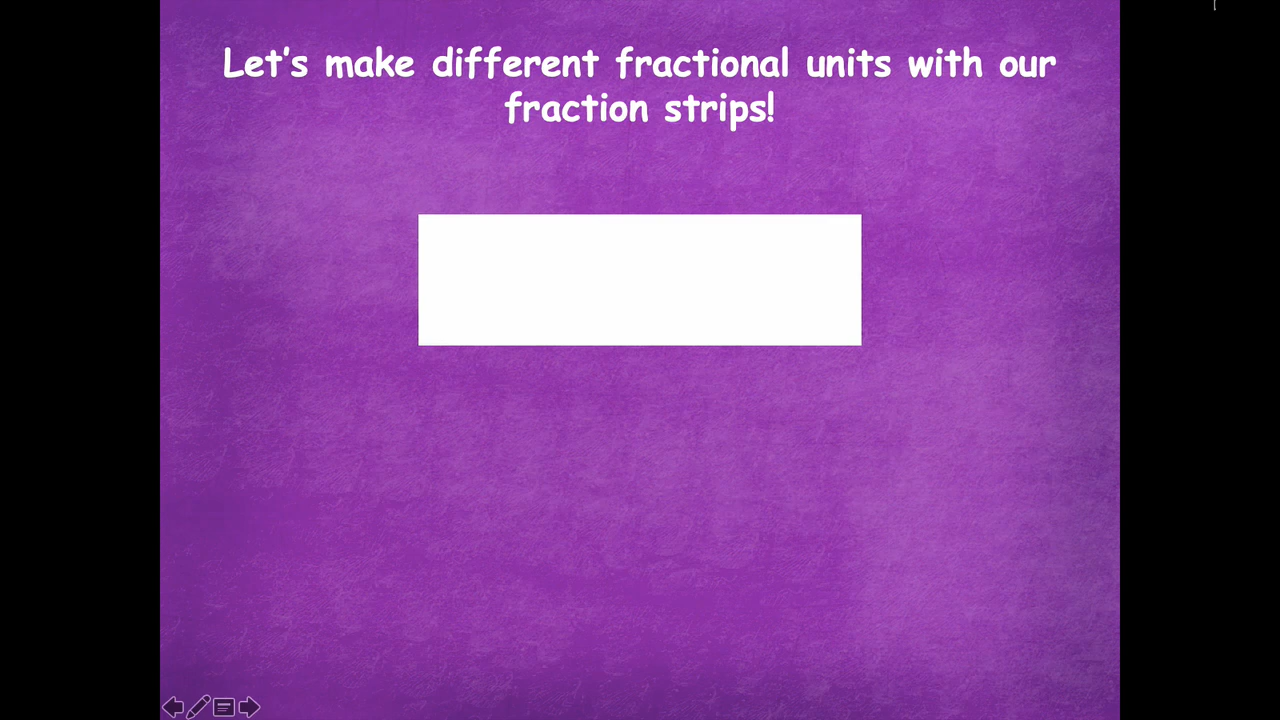 Let's make different fractional units with our
fraction strips!